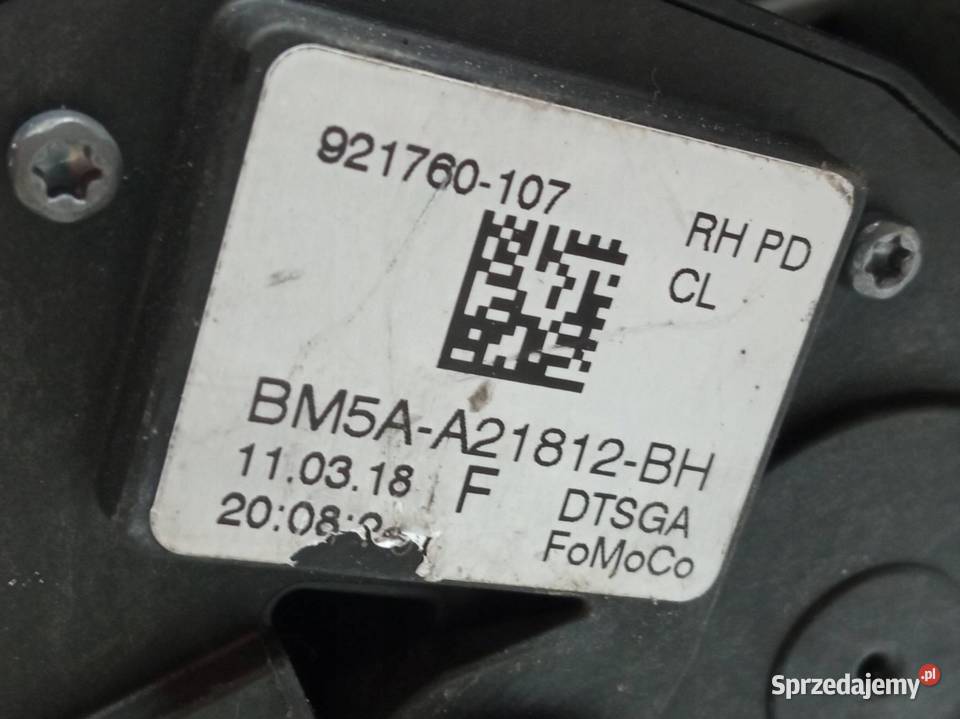 921760-107
RH PD
CL
BM5A-A21812-BH
11.03.18 F DTSGA
FoMoCo
Sprzedajemy.pl